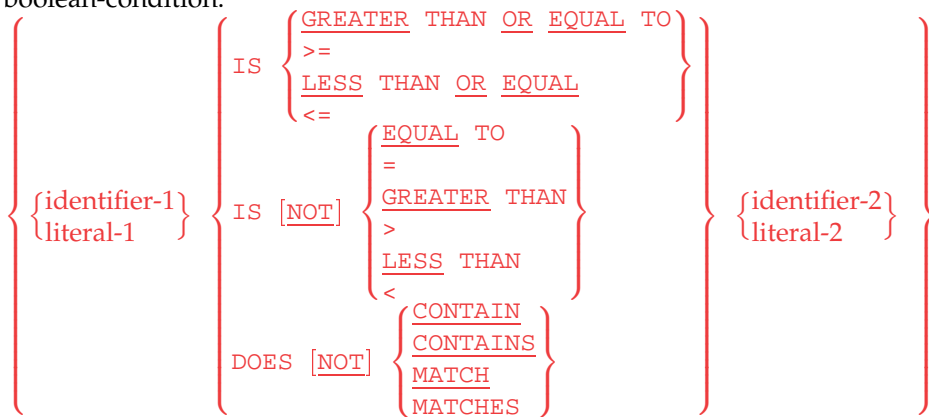 boolean-condition:
GREATER THAN OR EQUAL TO
>=
IS
LESS THAN OR EQUAL
<=
EQUAL TO
=
GREATER THAN
identifier-1
literal-1
IS [NOT]
>
LESS THAN
<
identifier-2
literal-2
CONTAIN
CONTAINS
DOES [NOT]
MATCH
MATCHES